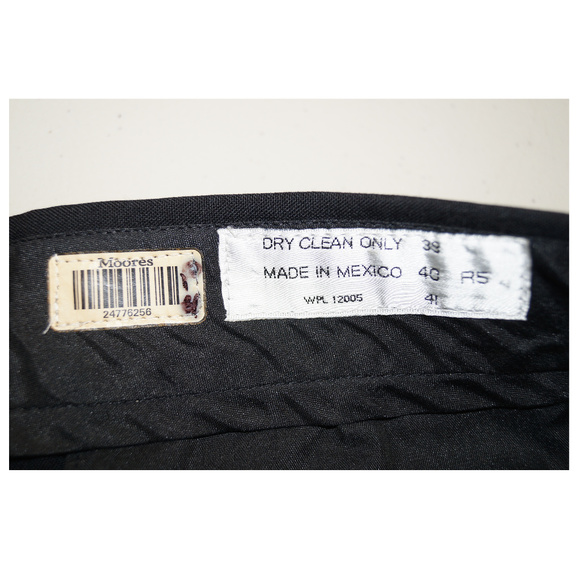 Moores
24776256
DRY CLEAN ONLY 39
MADE IN MEXICO 40 R5
WPL 12005 41